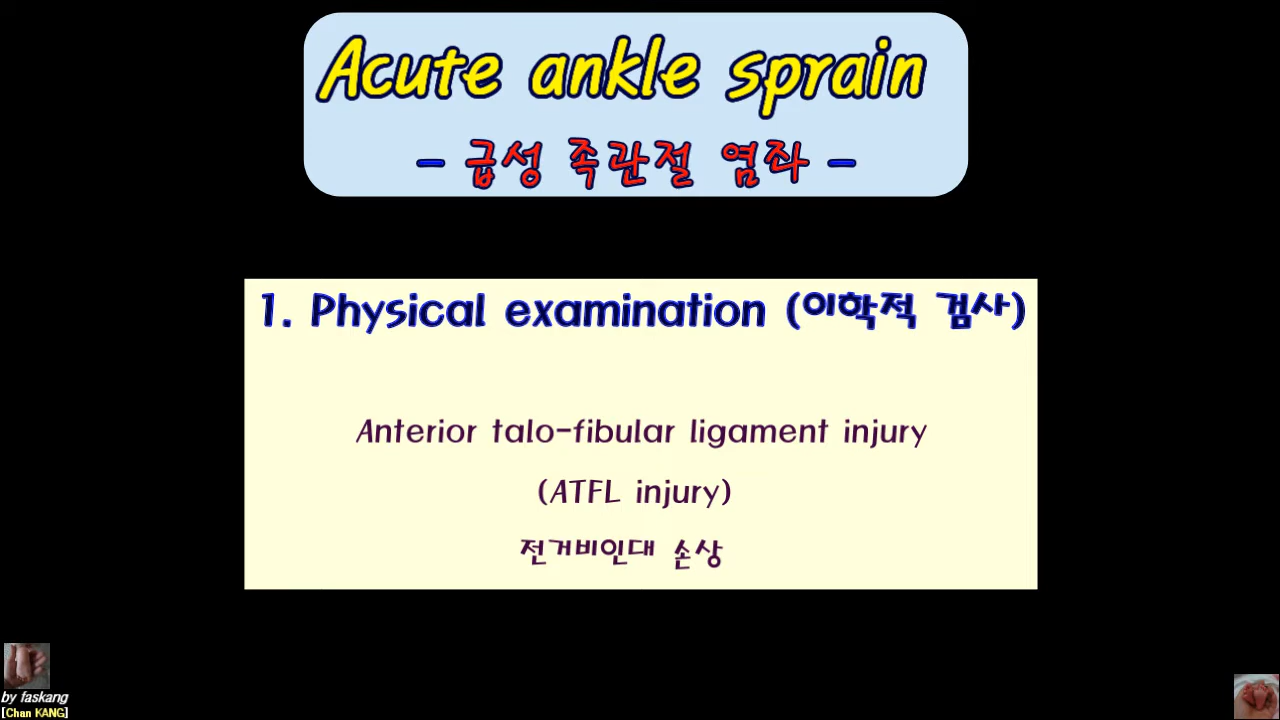 Acute ankle sprain
- 급성 족관절 염좌 -
1. Physical examination (이학적 검사)
Anterior talo-fibular ligament injury
(ATFL injury)
전거비인대 손상
by faskang
[Chan KANG]